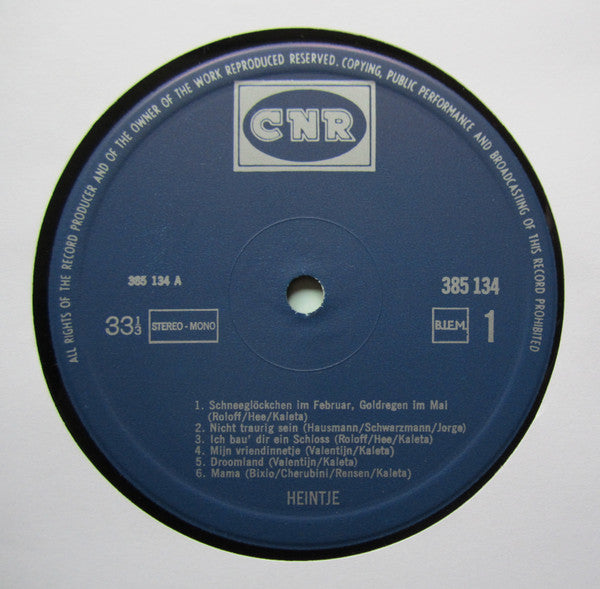 ALL RIGHTS OF THE RECORD PRODUCER AND OF THE OWNER OF THE WORK REPRODUCED RESERVED. COPYING, PUBLIC PERFORMANCE AND BROADCASTING OF THIS RECORD PROHIBITED
CNR
385 134 A
385 134
33⅓
STEREO - MONO
B.I.E.M.
1
1. Schneeglöckchen im Februar, Goldregen im Mai
(Roloff/Hee/Kaleta)
2. Nicht traurig sein (Hausmann/Schwarzmann/Jorge)
3. Ich bau' dir ein Schloss (Roloff/Hee/Kaleta)
4. Mijn vriendinnetje (Valentijn/Kaleta)
5. Droomland (Valentijn/Kaleta)
6. Mama (Bixio/Cherubini/Rensen/Kaleta)
HEINTJE